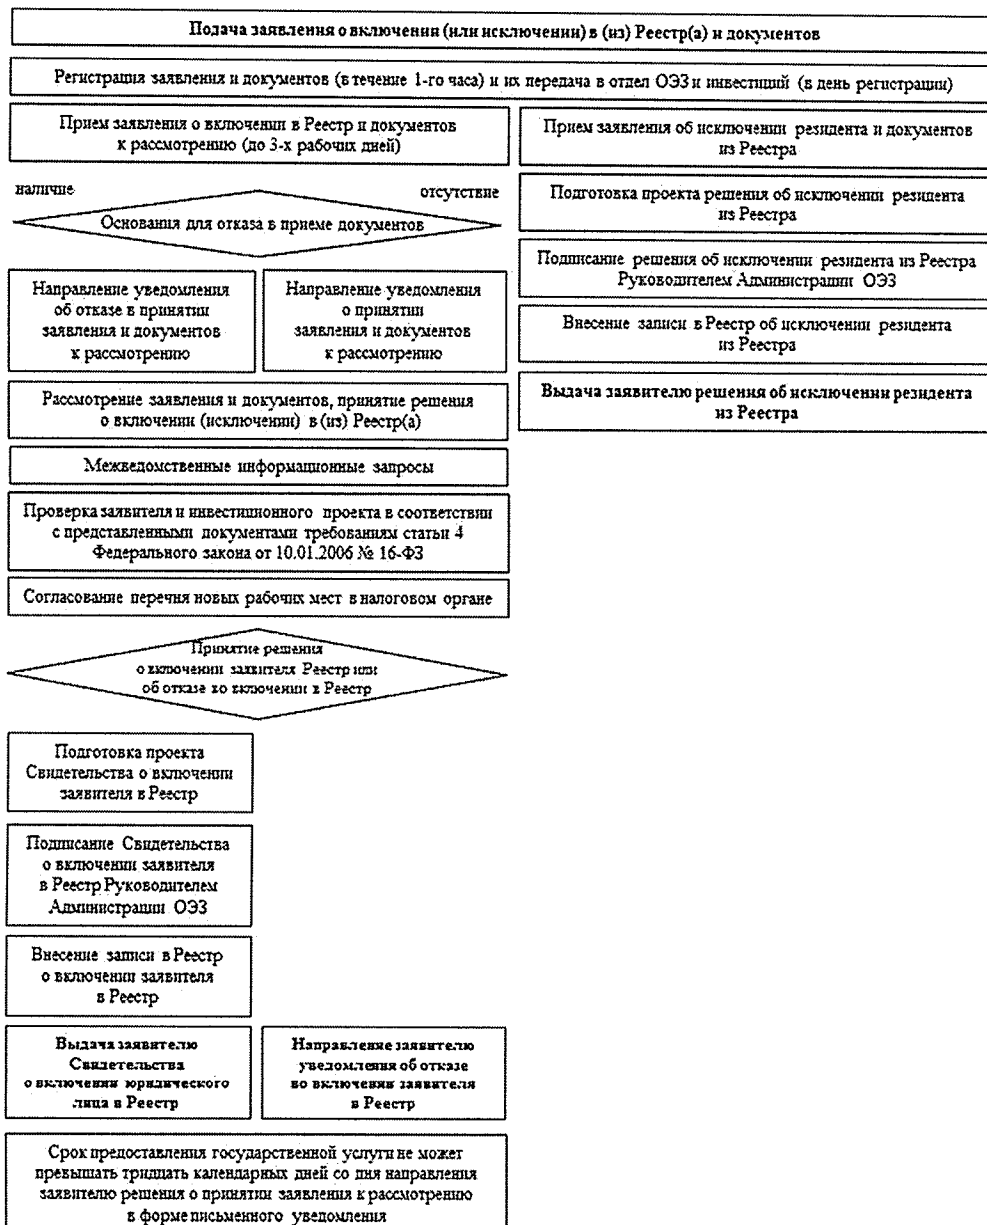 Подача заявления о включении (или исключении) в (из) Реестр(а) и документов
Регистрация заявления и документов (в течение 1-го часа) и их передача в отдел ОЭЗ и инвестиций (в день регистрации)
Прием заявления о включении в Реестр и документов
к рассмотрению (до 3-х рабочих дней)
наличие
отсутствие
Основания для отказа в приеме документов
Направление уведомления
об отказе в принятии
заявления и документов
к рассмотрению
Направление уведомления
о принятии
заявления и документов
к рассмотрению
Рассмотрение заявления и документов, принятие решения
о включении (исключении) в (из) Реестр(а)
Межведомственные информационные запросы
Проверка заявителя и инвестиционного проекта в соответствии
с представленными документами требованиям статьи 4
Федерального закона от 10.01.2006 № 16-ФЗ
Согласование перечня новых рабочих мест в налоговом органе
Принятие решения
о включении заявителя Реестр или
об отказе во включении в Реестр
Подготовка проекта
Свидетельства о включении
заявителя в Реестр
Подписание Свидетельства
о включении заявителя
в Реестр Руководителем
Администрации ОЭЗ
Внесение записи в Реестр
о включении заявителя
в Реестр
Выдача заявителю
Свидетельства
о включении юридического
лица в Реестр
Направление заявителю
уведомления об отказе
во включении заявителя
в Реестр
Срок предоставления государственной услуги не может
превышать тридцать календарных дней со дня направления
заявителю решения о принятии заявления к рассмотрению
в форме письменного уведомления
Прием заявления об исключении резидента и документов
из Реестра
Подготовка проекта решения об исключении резидента
из Реестра
Подписание решения об исключении резидента из Реестра
Руководителем Администрации ОЭЗ
Внесение записи в Реестр об исключении резидента
из Реестра
Выдача заявителю решения об исключении резидента
из Реестра